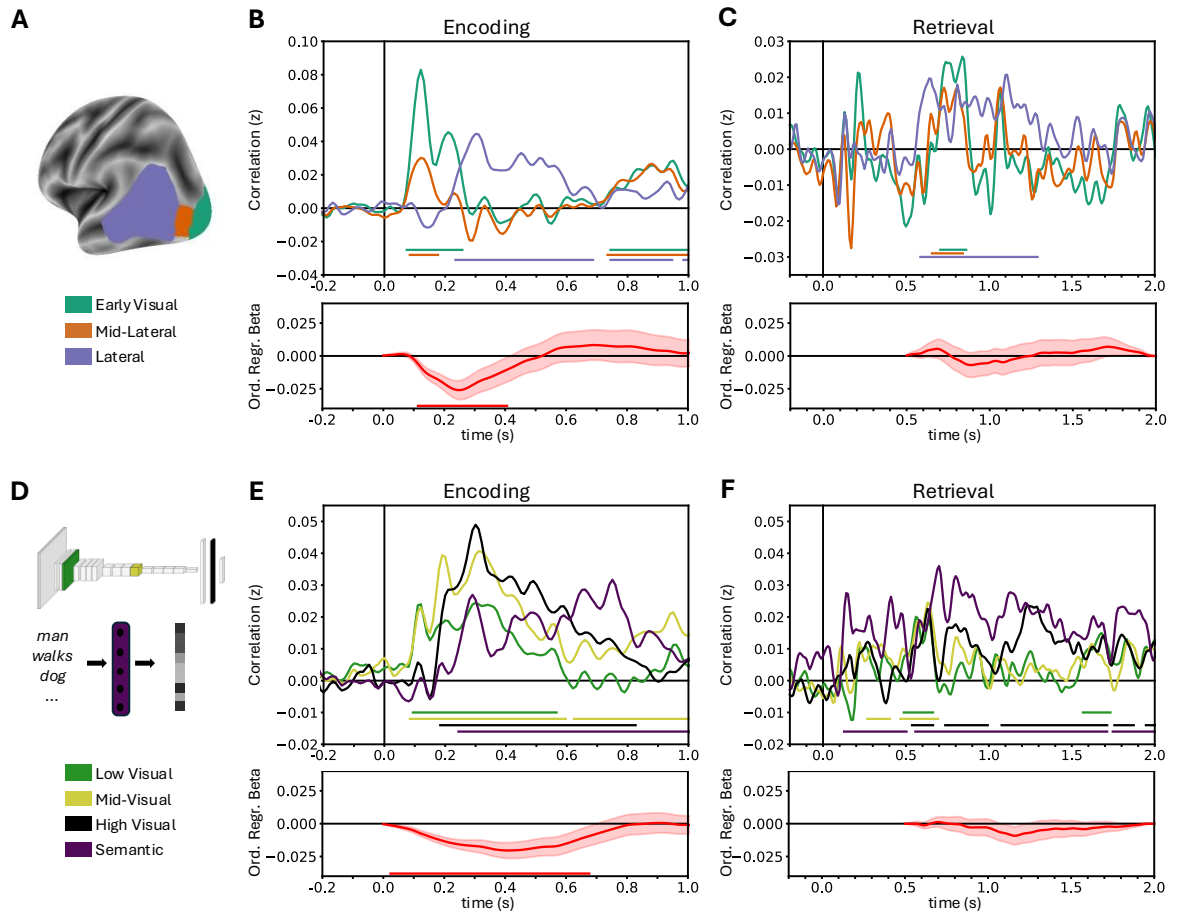 A
Early Visual
Mid-Lateral
Lateral
B
Encoding
Correlation (z)
0.10
0.08
0.06
0.04
0.02
0.00
−0.02
−0.04
-0.2 0.0 0.2 0.4 0.6 0.8 1.0
Ord. Regr. Beta
0.025
0.000
−0.025
-0.2 0.0 0.2 0.4 0.6 0.8 1.0
time (s)
C
Retrieval
Correlation (z)
0.03
0.02
0.01
0.00
−0.01
−0.02
−0.03
0.0 0.5 1.0 1.5 2.0
Ord. Regr. Beta
0.025
0.000
−0.025
0.0 0.5 1.0 1.5 2.0
time (s)
D
man
walks
dog
...
Low Visual
Mid-Visual
High Visual
Semantic
E
Encoding
Correlation (z)
0.05
0.04
0.03
0.02
0.01
0.00
−0.01
−0.02
-0.2 0.0 0.2 0.4 0.6 0.8 1.0
Ord. Regr. Beta
0.025
0.000
−0.025
-0.2 0.0 0.2 0.4 0.6 0.8 1.0
time (s)
F
Retrieval
Correlation (z)
0.05
0.04
0.03
0.02
0.01
0.00
−0.01
−0.02
0.0 0.5 1.0 1.5 2.0
Ord. Regr. Beta
0.025
0.000
−0.025
0.0 0.5 1.0 1.5 2.0
time (s)